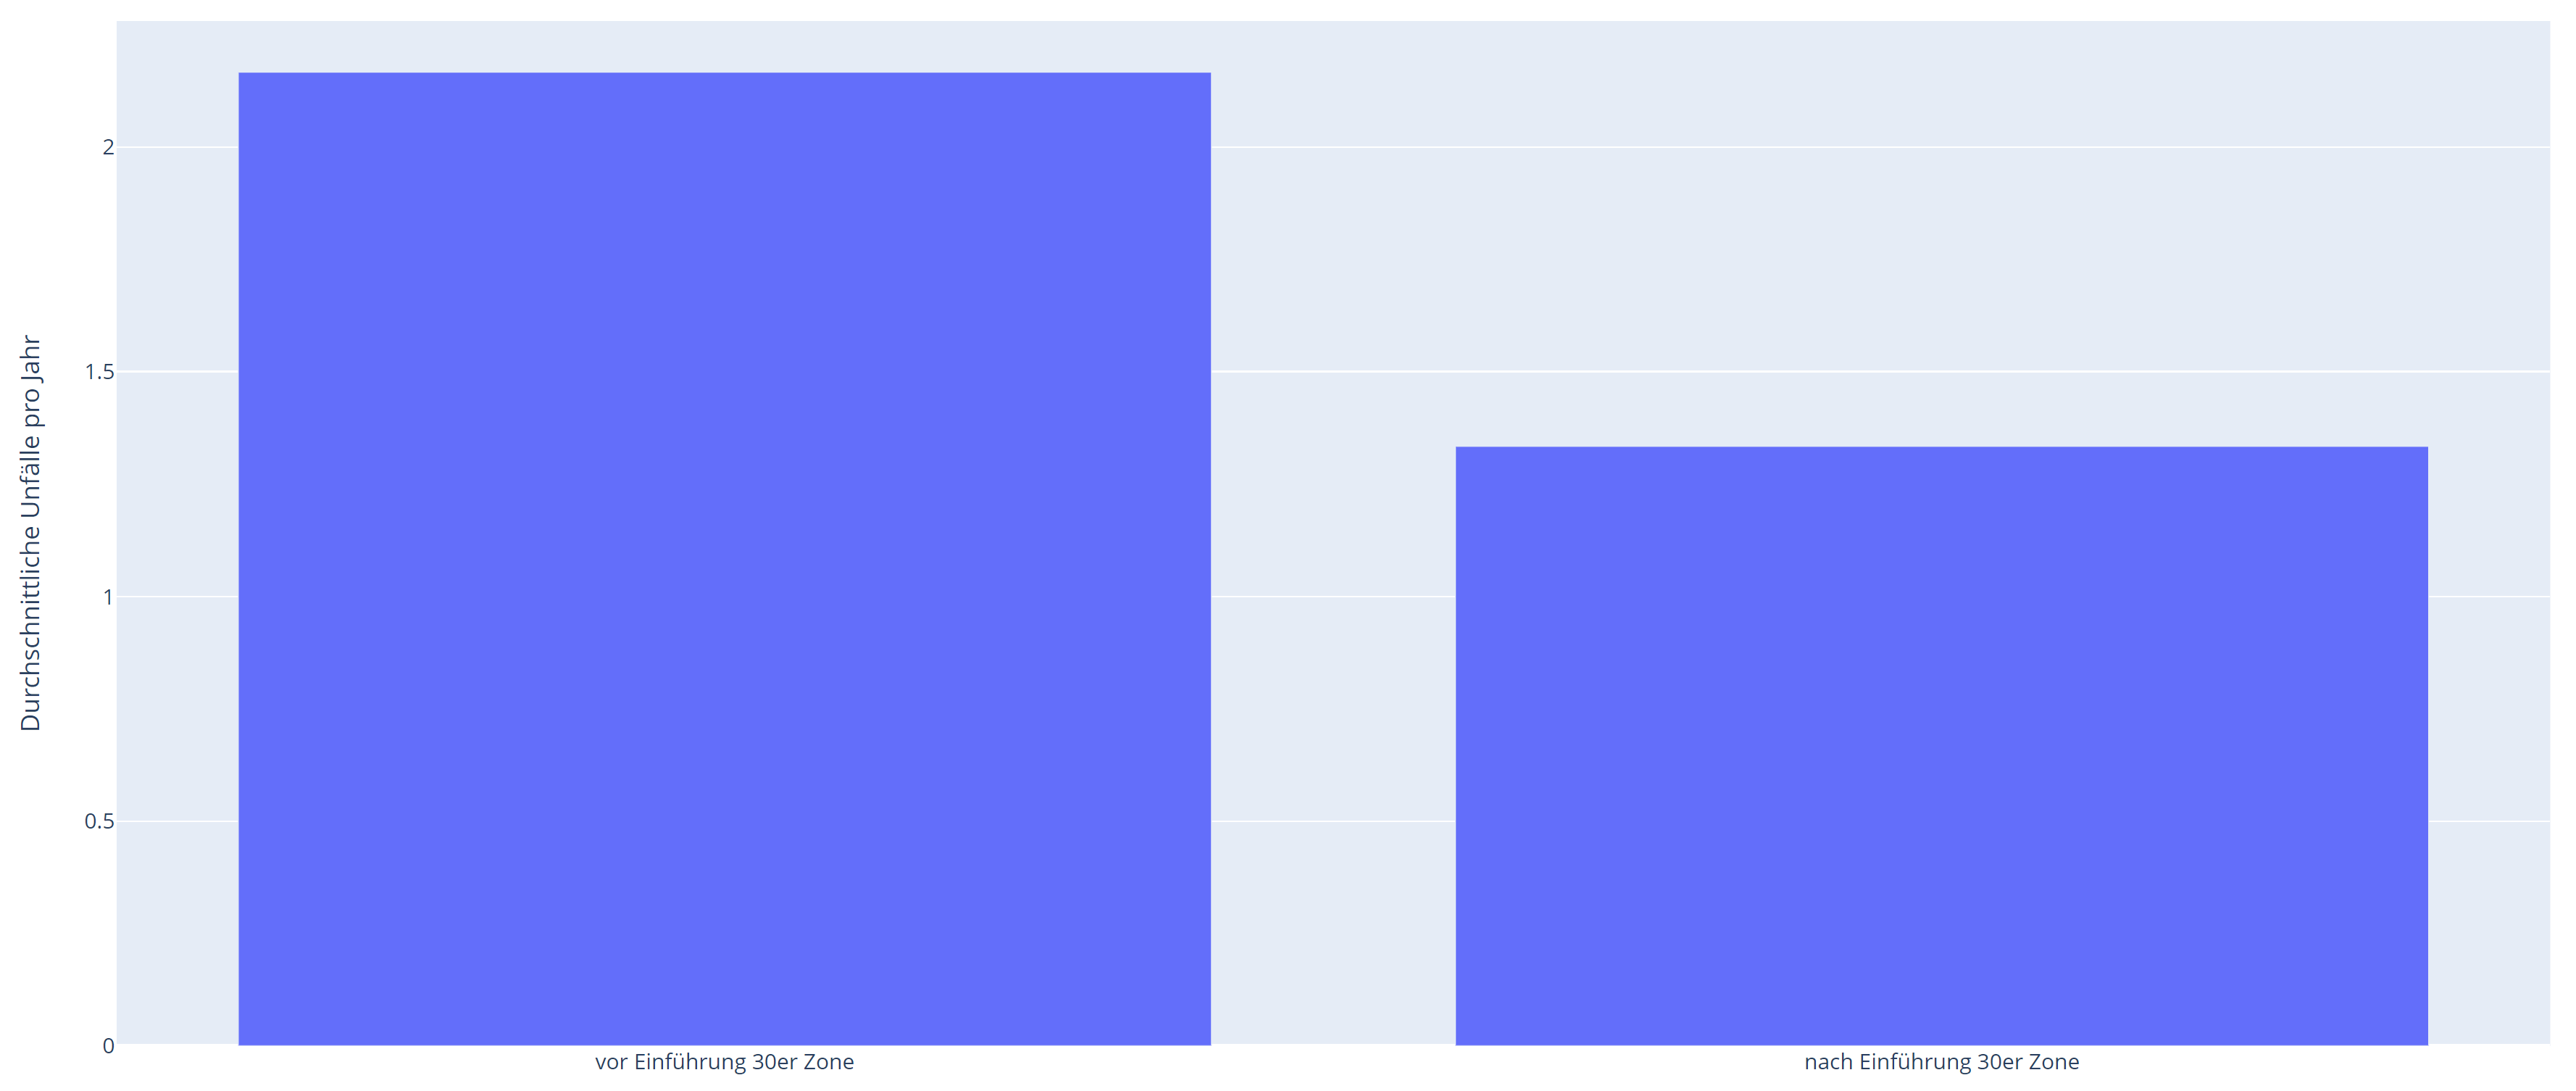 Durchschnittliche Unfälle pro Jahr
2
1.5
1
0.5
0
vor Einführung 30er Zone
nach Einführung 30er Zone